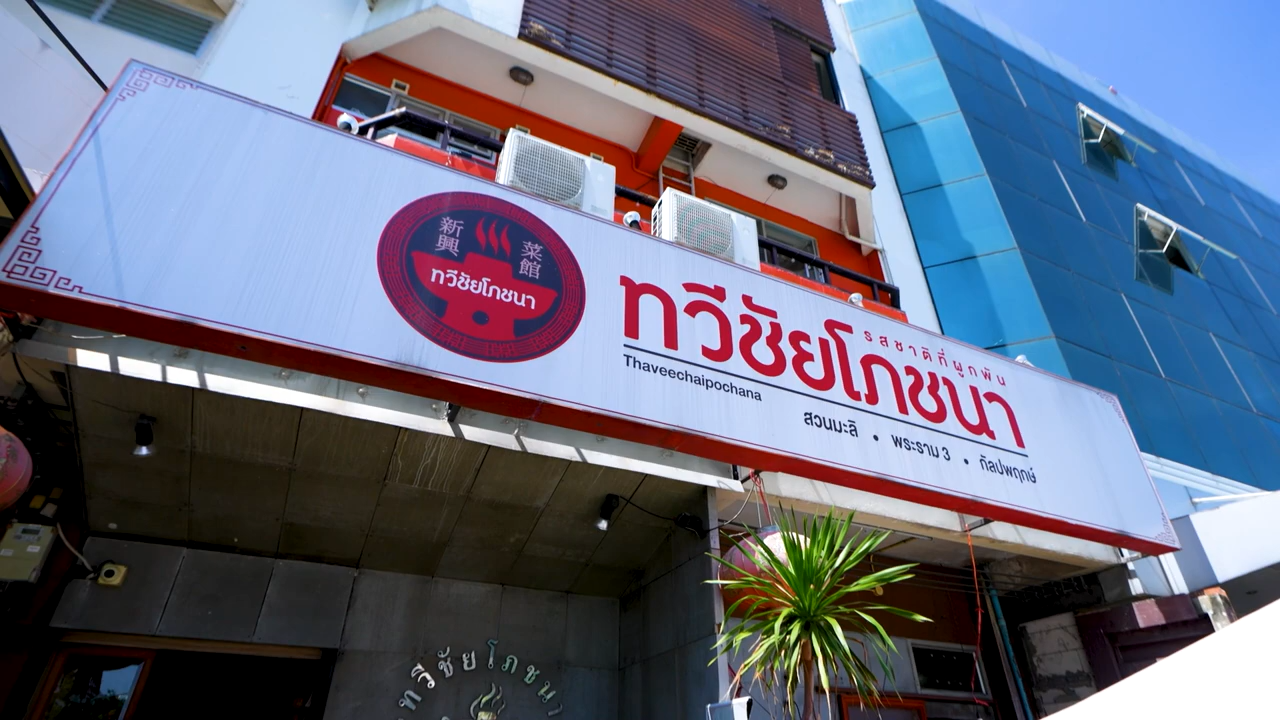 新興
菜館
ทวีชัยโภชนา
รสชาติที่ผูกพัน
ทวีชัยโภชนา
Thaveechaipochana
สวนมะลิ • พระราม 3 • กัลปพฤกษ์
ทวีชัยโภชนา